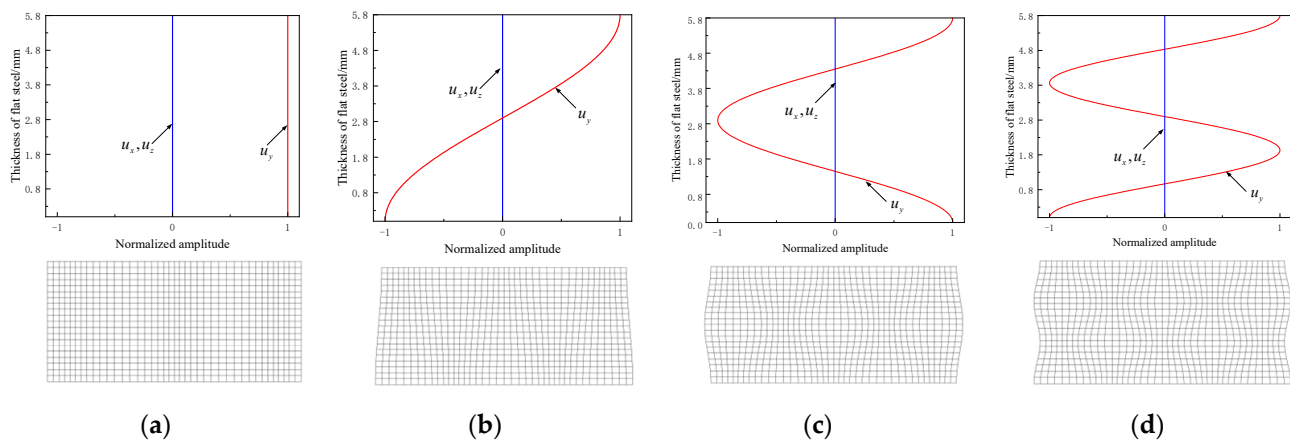 5.8
4.8
3.8
2.8
1.8
0.8
Thickness of flat steel/mm
u_x, u_z
u_y
−1
0
1
Normalized amplitude
(a)
5.8
4.8
3.8
2.8
1.8
0.8
Thickness of flat steel/mm
u_x, u_z
u_y
−1
0
1
Normalized amplitude
(b)
5.8
4.8
3.8
2.8
1.8
0.8
0.0
Thickness of flat steel/mm
u_x, u_z
u_y
−1
0
1
Normalized amplitude
(c)
5.8
4.8
3.8
2.8
1.8
0.8
Thickness of flat steel/mm
u_x, u_z
u_y
−1
0
1
Normalized amplitude
(d)